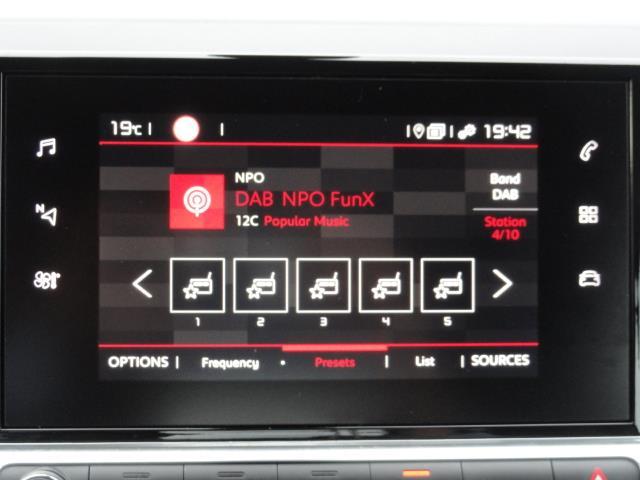 19°C
19:42
N
NPO
DAB NPO FunX
12C Popular Music
Band
DAB
Station
4/10
1 2 3 4 5
OPTIONS Frequency Presets List SOURCES